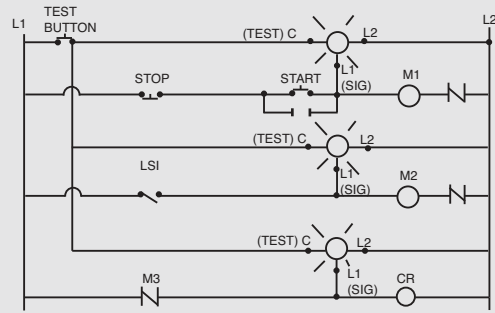 TEST
BUTTON
L1
L2
(TEST) C
L2
L1
(SIG)
STOP
START
M1
(TEST) C
L2
L1
(SIG)
LSI
M2
(TEST) C
L2
L1
(SIG)
M3
CR